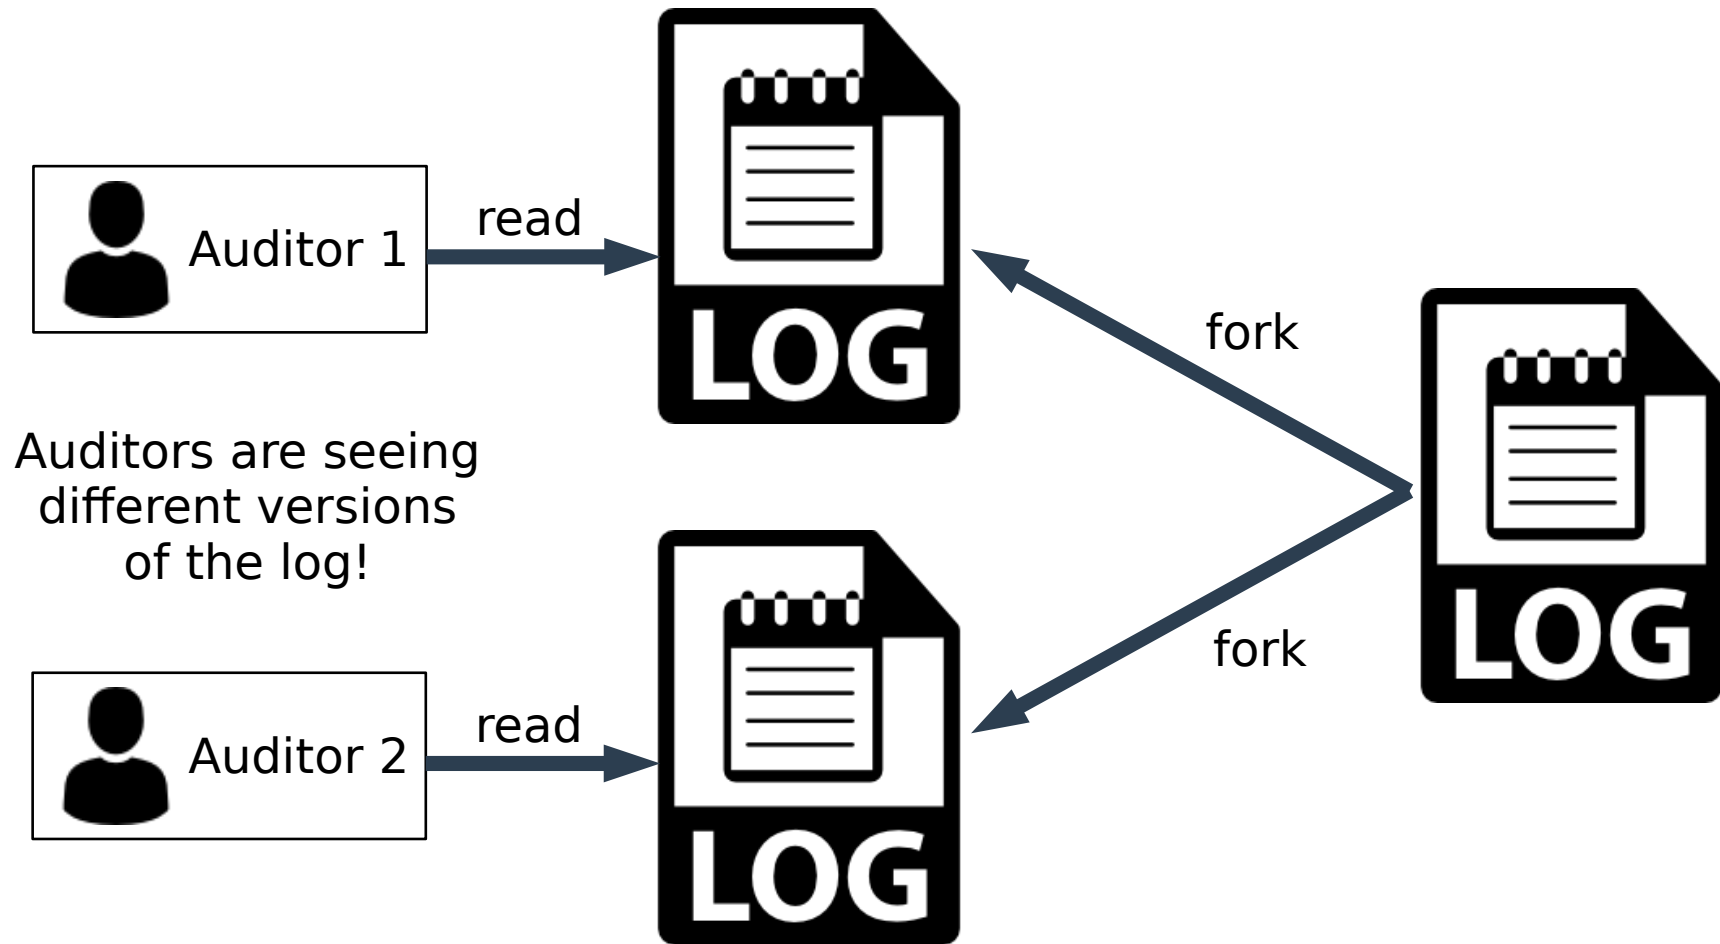 read
Auditor 1
LOG
fork
Auditors are seeing
different versions
of the log!
LOG
fork
read
Auditor 2
LOG